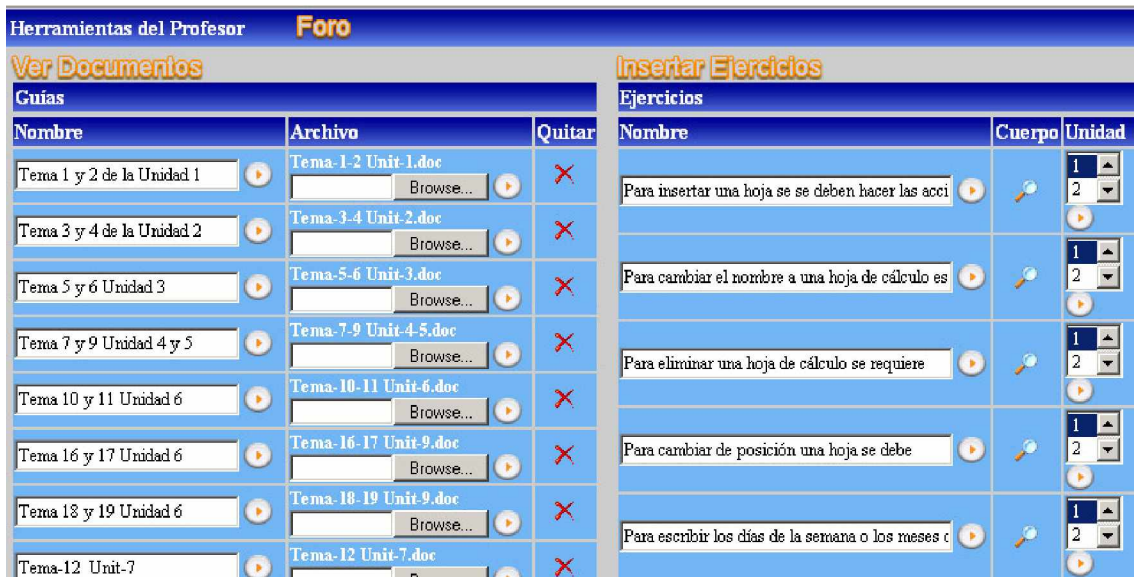 Herramientas del Profesor Foro
Ver Documentos
Guías
Nombre Archivo Quitar
Tema 1 y 2 de la Unidad 1
Tema-1-2 Unit-1.doc
Browse...
Tema 3 y 4 de la Unidad 2
Tema-3-4 Unit-2.doc
Browse...
Tema 5 y 6 Unidad 3
Tema-5-6 Unit-3.doc
Browse...
Tema 7 y 9 Unidad 4 y 5
Tema-7-9 Unit-4-5.doc
Browse...
Tema 10 y 11 Unidad 6
Tema-10-11 Unit-6.doc
Browse...
Tema 16 y 17 Unidad 6
Tema-16-17 Unit-9.doc
Browse...
Tema 18 y 19 Unidad 6
Tema-18-19 Unit-9.doc
Browse...
Tema-12 Unit-7
Tema-12 Unit-7.doc
Insertar Ejercicios
Ejercicios
Nombre Cuerpo Unidad
Para insertar una hoja se se deben hacer las acci
1
2
Para cambiar el nombre a una hoja de cálculo es
1
2
Para eliminar una hoja de cálculo se requiere
1
2
Para cambiar de posición una hoja se debe
1
2
Para escribir los días de la semana o los meses
1
2